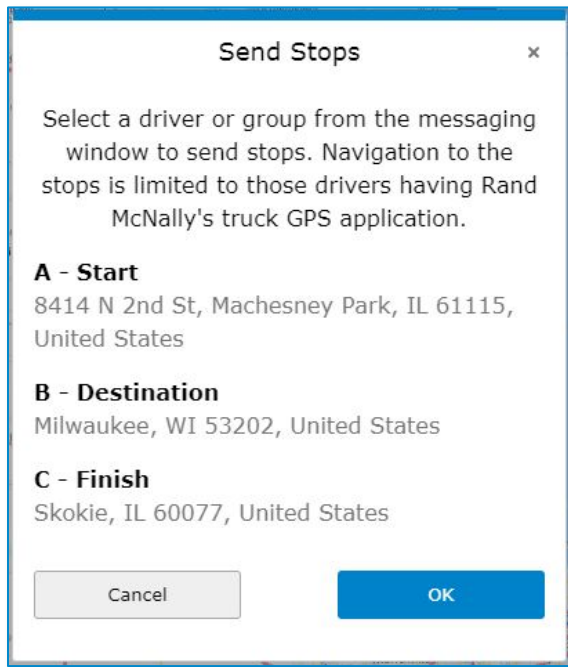 Send Stops ×
Select a driver or group from the messaging
window to send stops. Navigation to the
stops is limited to those drivers having Rand
McNally's truck GPS application.
A - Start
8414 N 2nd St, Machesney Park, IL 61115,
United States
B - Destination
Milwaukee, WI 53202, United States
C - Finish
Skokie, IL 60077, United States
Cancel OK